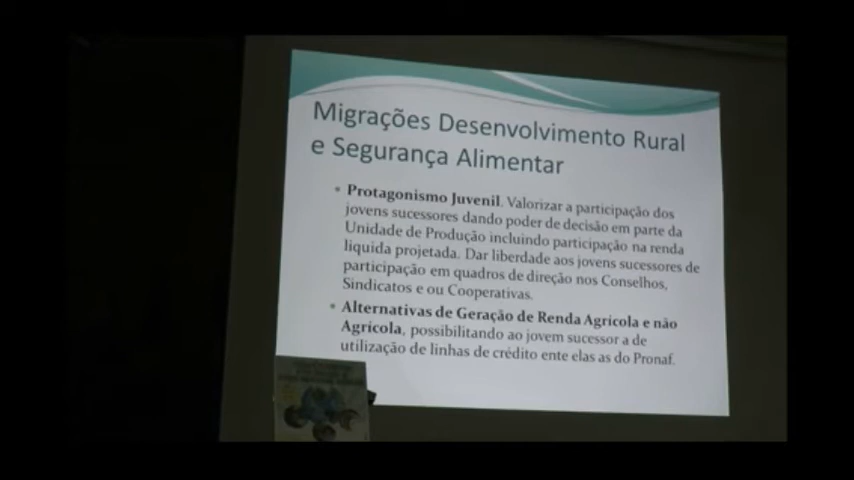 Migrações Desenvolvimento Rural
e Segurança Alimentar
• Protagonismo Juvenil. Valorizar a participação dos
jovens sucessores dando poder de decisão em parte da
Unidade de Produção incluindo participação na renda
liquida projetada. Dar liberdade aos jovens sucessores de
participação em quadros de direção nos Conselhos,
Sindicatos e ou Cooperativas.
• Alternativas de Geração de Renda Agrícola e não
Agrícola, possibilitando ao jovem sucessor a de
utilização de linhas de crédito ente elas as do Pronaf.